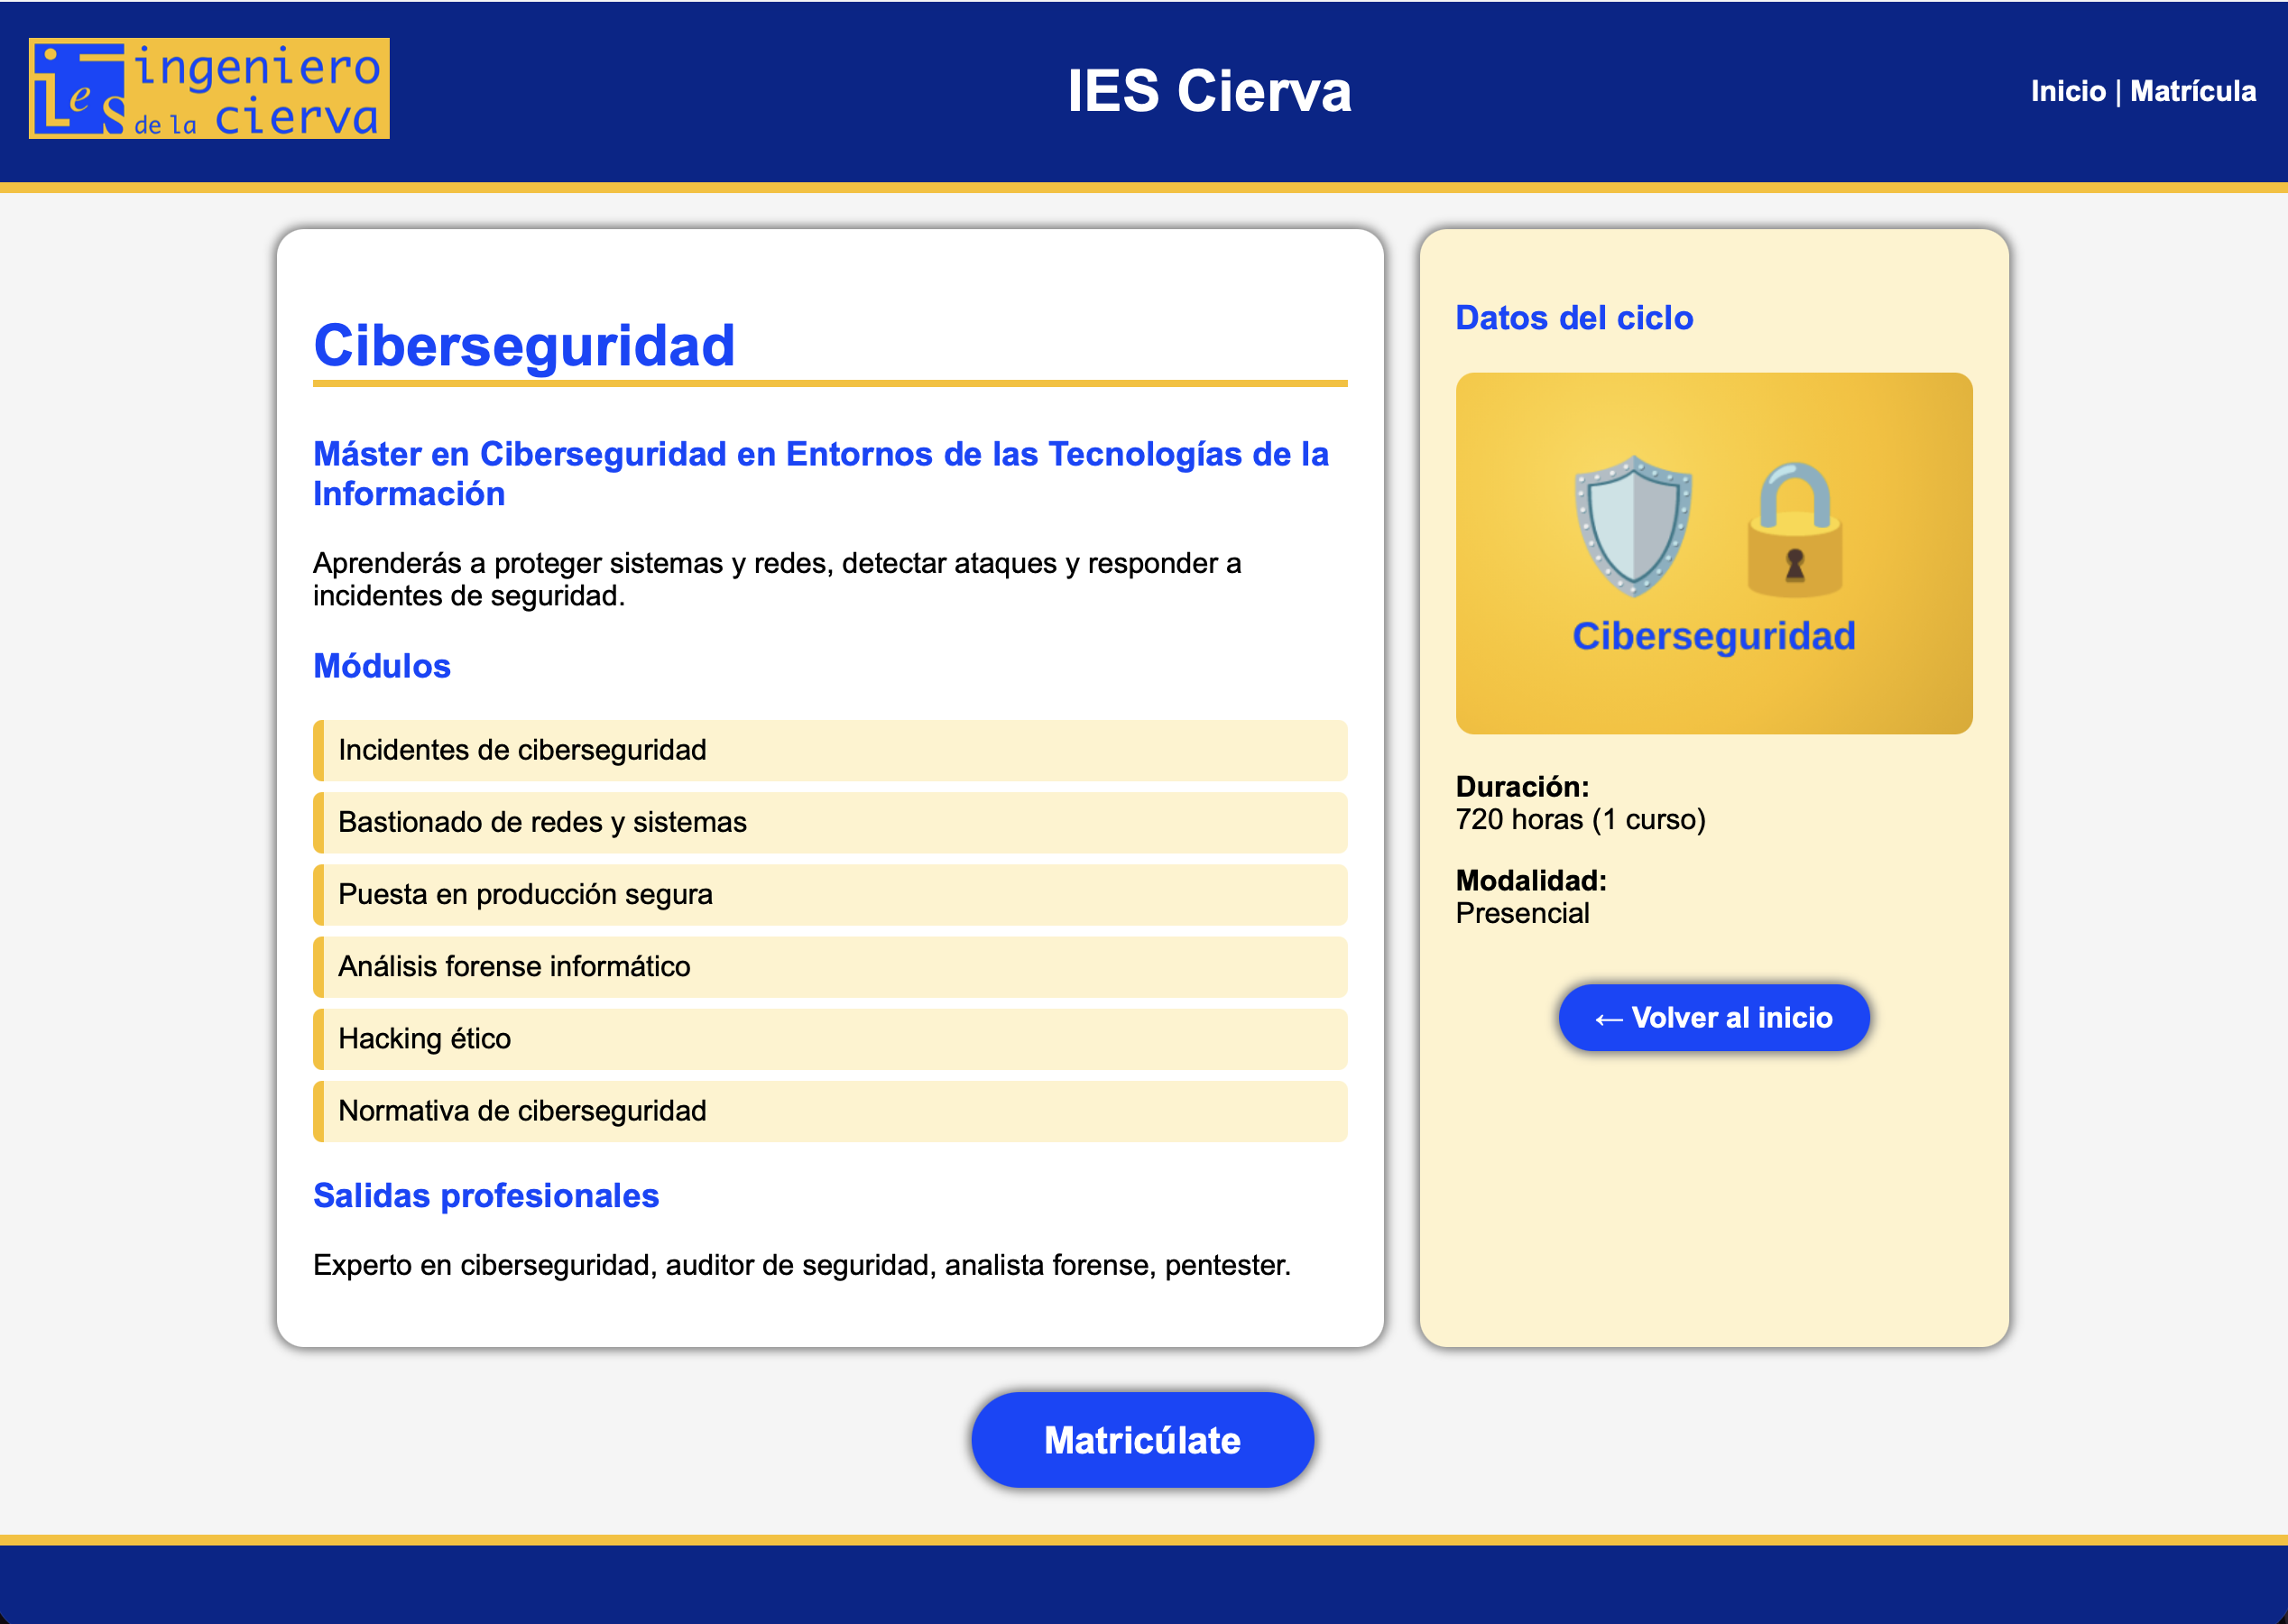 ies
ingeniero
de la cierva
IES Cierva
Inicio | Matrícula
Ciberseguridad
Máster en Ciberseguridad en Entornos de las Tecnologías de la
Información
Aprenderás a proteger sistemas y redes, detectar ataques y responder a
incidentes de seguridad.
Módulos
Incidentes de ciberseguridad
Bastionado de redes y sistemas
Puesta en producción segura
Análisis forense informático
Hacking ético
Normativa de ciberseguridad
Salidas profesionales
Experto en ciberseguridad, auditor de seguridad, analista forense, pentester.
Datos del ciclo
Ciberseguridad
Duración:
720 horas (1 curso)
Modalidad:
Presencial
← Volver al inicio
Matricúlate